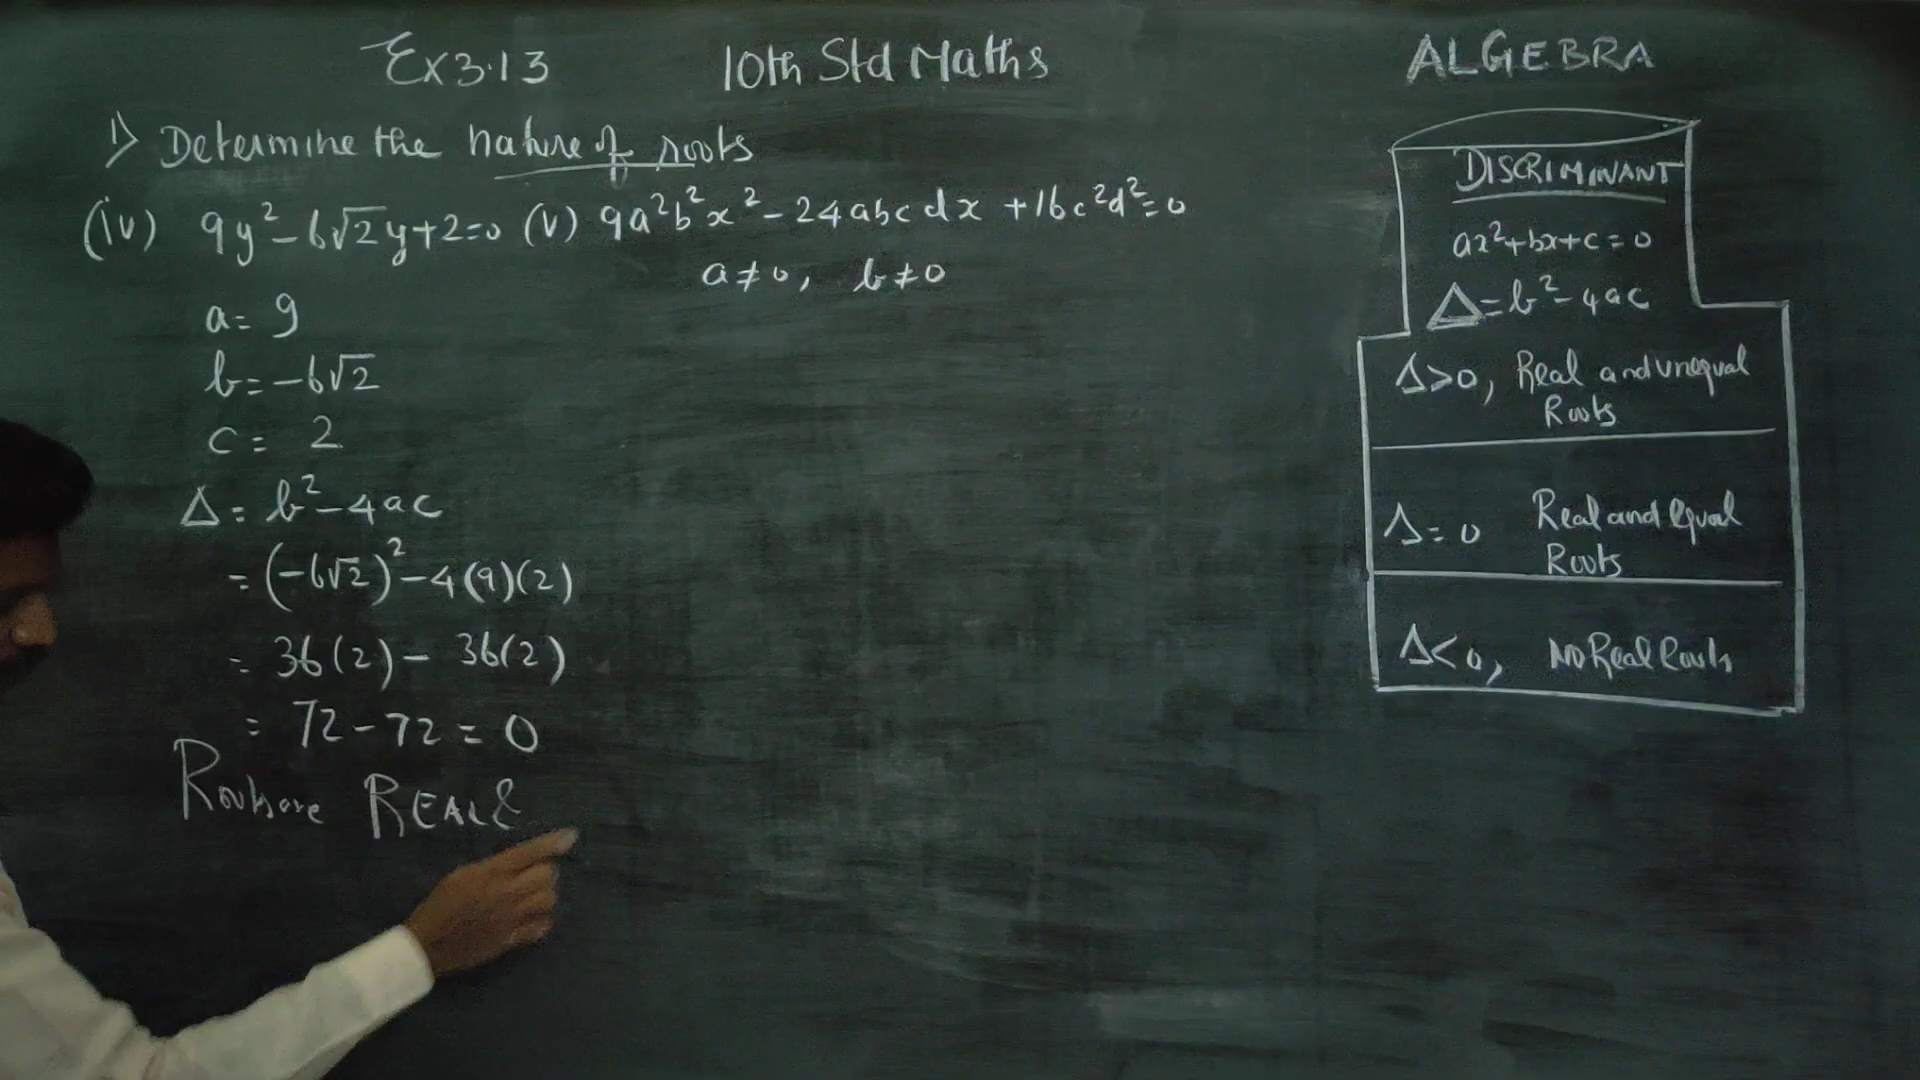 Ex 3.13
10th Std Maths
ALGEBRA
1) Determine the nature of roots
(iv) 9y² - 6√2y + 2 = 0 (v) 9a²b²x² - 24abcdx + 16c²d² = 0
a ≠ 0, b ≠ 0
a = 9
b = -6√2
c = 2
Δ = b² - 4ac
= (-6√2)² - 4(9)(2)
= 36(2) - 36(2)
= 72 - 72 = 0
Roots are REAL &
DISCRIMINANT
ax² + bx + c = 0
Δ = b² - 4ac
Δ > 0, Real and unequal
Roots
Δ = 0 Real and Equal
Roots
Δ < 0, No Real Roots